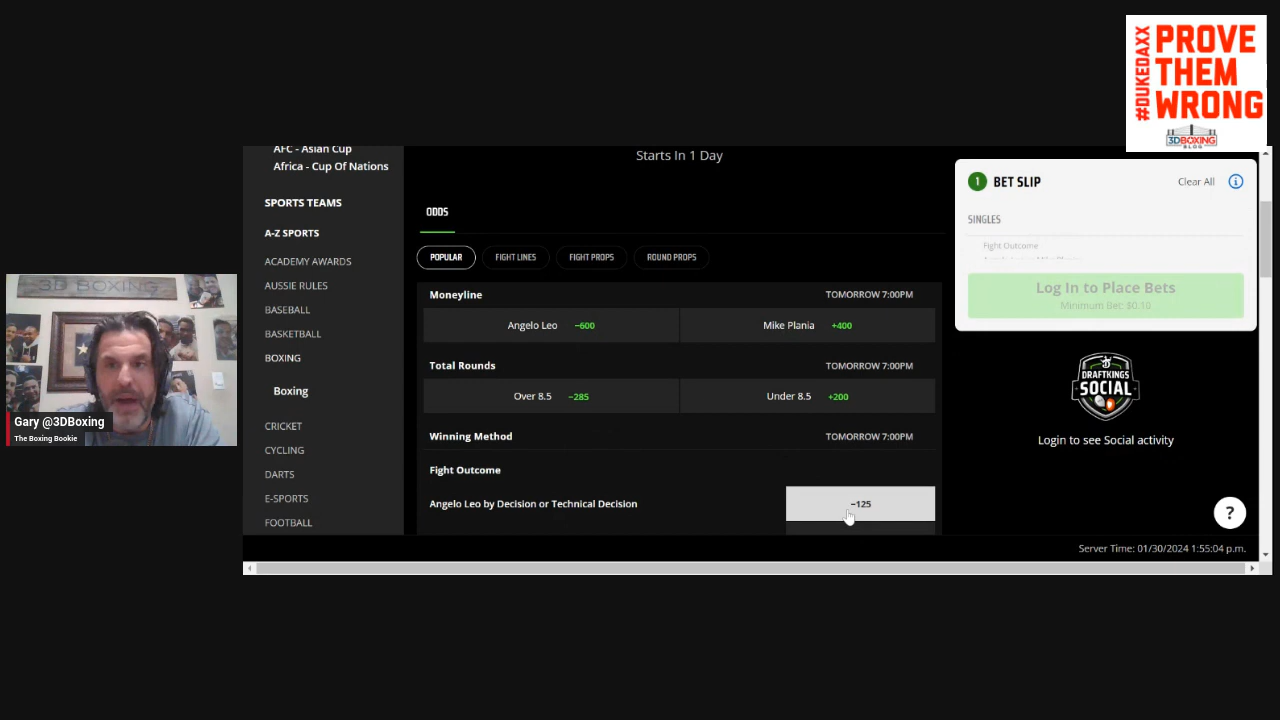 #DUKEDAXX
PROVE
THEM
WRONG
3DBOXING
BLOG
AFC - Asian Cup
Africa - Cup Of Nations
SPORTS TEAMS
A-Z SPORTS
ACADEMY AWARDS
AUSSIE RULES
BASEBALL
BASKETBALL
BOXING
Boxing
CRICKET
CYCLING
DARTS
E-SPORTS
FOOTBALL
Starts In 1 Day
ODDS
POPULAR
FIGHT LINES
FIGHT PROPS
ROUND PROPS
Moneyline
TOMORROW 7:00PM
Angelo Leo −600
Mike Plania +400
Total Rounds
TOMORROW 7:00PM
Over 8.5 −285
Under 8.5 +200
Winning Method
TOMORROW 7:00PM
Fight Outcome
Angelo Leo by Decision or Technical Decision
−125
1 BET SLIP
Clear All
SINGLES
Fight Outcome
Log In to Place Bets
Minimum Bet: $0.10
DRAFTKINGS
SOCIAL
Login to see Social activity
?
Server Time: 01/30/2024 1:55:04 p.m.
3D BOXING
Gary @3DBoxing
The Boxing Bookie